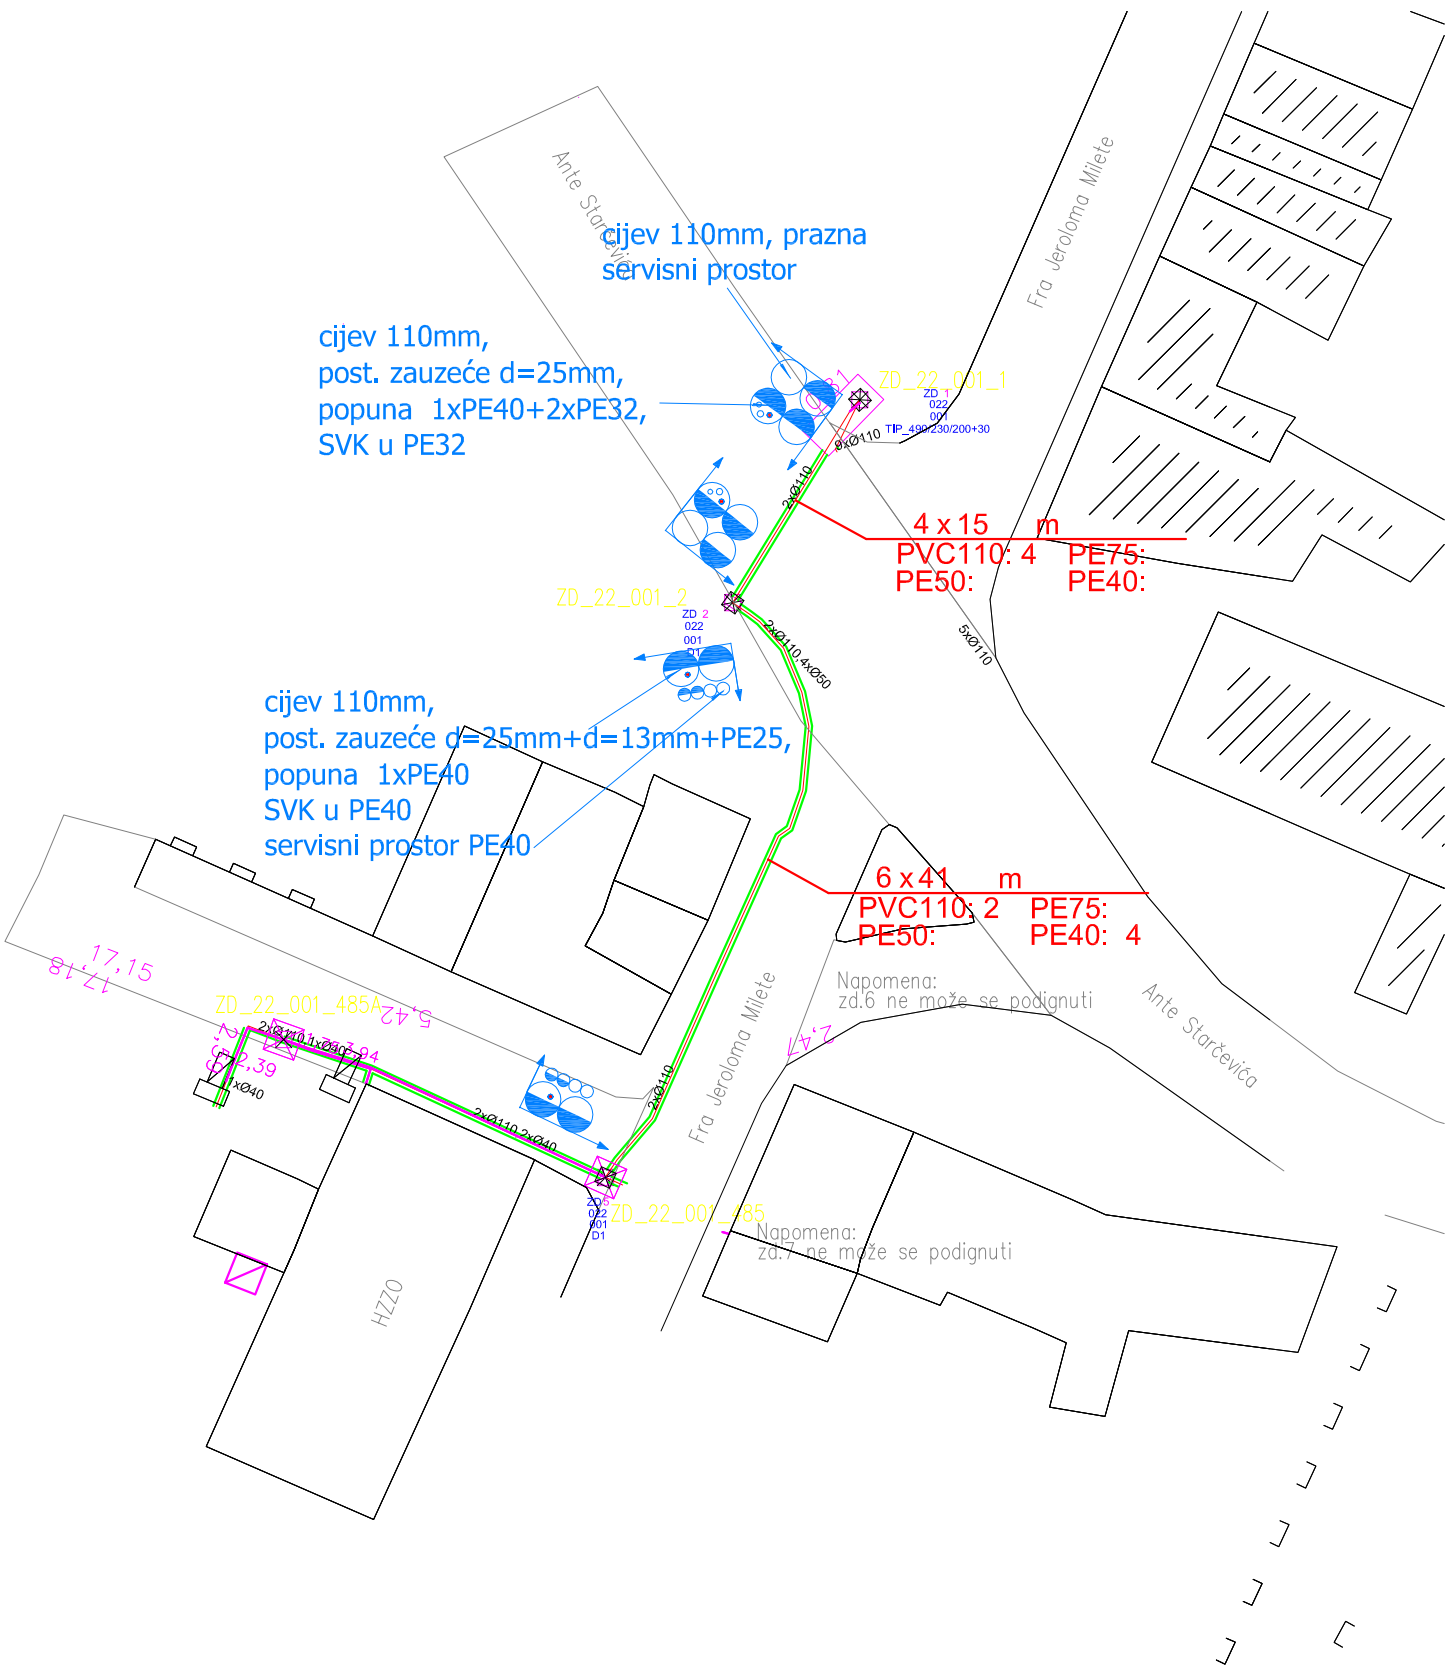 Ante Starčevića
Fra Jeroloma Milete
cijev 110mm, prazna
servisni prostor
cijev 110mm,
post. zauzeće d=25mm,
popuna 1xPE40+2xPE32,
SVK u PE32
ZD_22_001_1
ZD 1
022
001
TIP_490/230/200+30
9xØ110
2xØ110
4 x 15 m
PVC110: 4 PE75:
PE50: PE40:
ZD_22_001_2
ZD 2
022
001
D1
2xØ110,4xØ50
5xØ110
cijev 110mm,
post. zauzeće d=25mm+d=13mm+PE25,
popuna 1xPE40
SVK u PE40
servisni prostor PE40
6 x 41 m
PVC110: 2 PE75:
PE50: PE40: 4
17,15
17,18
ZD_22_001_485A
5,42
2xØ110,1xØ40
2,39
1xØ40
Napomena:
zd.6 ne može se podignuti
2,47
Fra Jeroloma Milete
Ante Starčevića
2xØ110
2xØ110,2xØ40
ZD 5
022
001
D1
ZD_22_001_485
Napomena:
zd.7 ne može se podignuti
HZZO